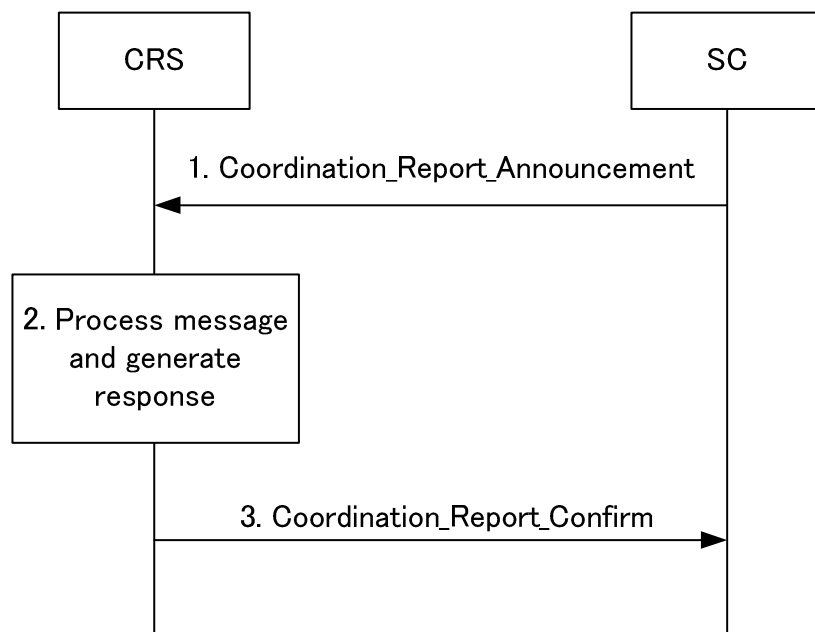 CRS
SC
1. Coordination_Report_Announcement
2. Process message
and generate
response
3. Coordination_Report_Confirm